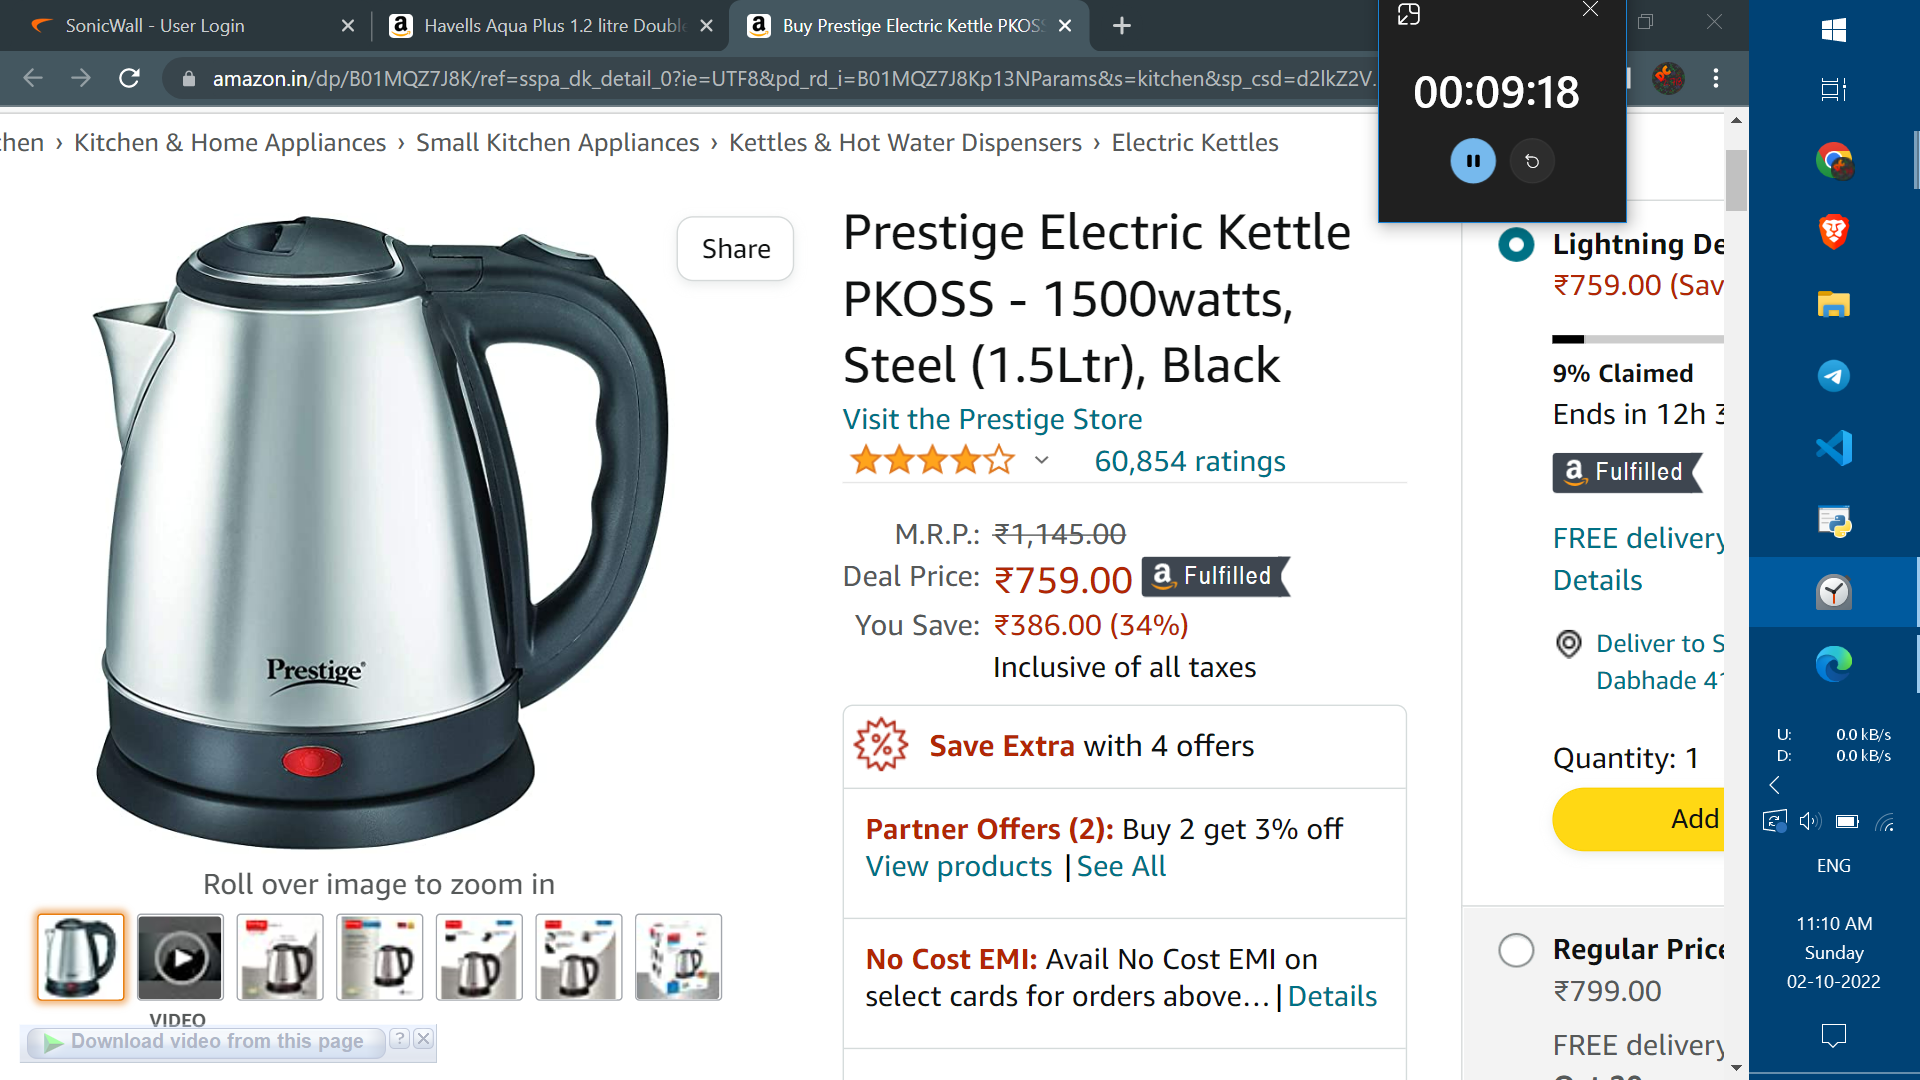 SonicWall - User Login
Havells Aqua Plus 1.2 litre Double
Buy Prestige Electric Kettle PKOSS
amazon.in/dp/B01MQZ7J8K/ref=sspa_dk_detail_0?ie=UTF8&pd_rd_i=B01MQZ7J8Kp13NParams&s=kitchen&sp_csd=d2lkZ2V.
00:09:18
hen › Kitchen & Home Appliances › Small Kitchen Appliances › Kettles & Hot Water Dispensers › Electric Kettles
Share
Prestige
Roll over image to zoom in
VIDEO
Download video from this page
?
Prestige Electric Kettle
PKOSS - 1500watts,
Steel (1.5Ltr), Black
Visit the Prestige Store
60,854 ratings
M.R.P.: ₹1,145.00
Deal Price: ₹759.00 a Fulfilled
You Save: ₹386.00 (34%)
Inclusive of all taxes
% Save Extra with 4 offers
Partner Offers (2): Buy 2 get 3% off
View products | See All
No Cost EMI: Avail No Cost EMI on
select cards for orders above… | Details
Lightning De
₹759.00 (Sav
9% Claimed
Ends in 12h 3
a Fulfilled
FREE delivery
Details
Deliver to S
Dabhade 41
Quantity: 1
Add
Regular Price
₹799.00
FREE delivery
U: 0.0 kB/s
D: 0.0 kB/s
ENG
11:10 AM
Sunday
02-10-2022